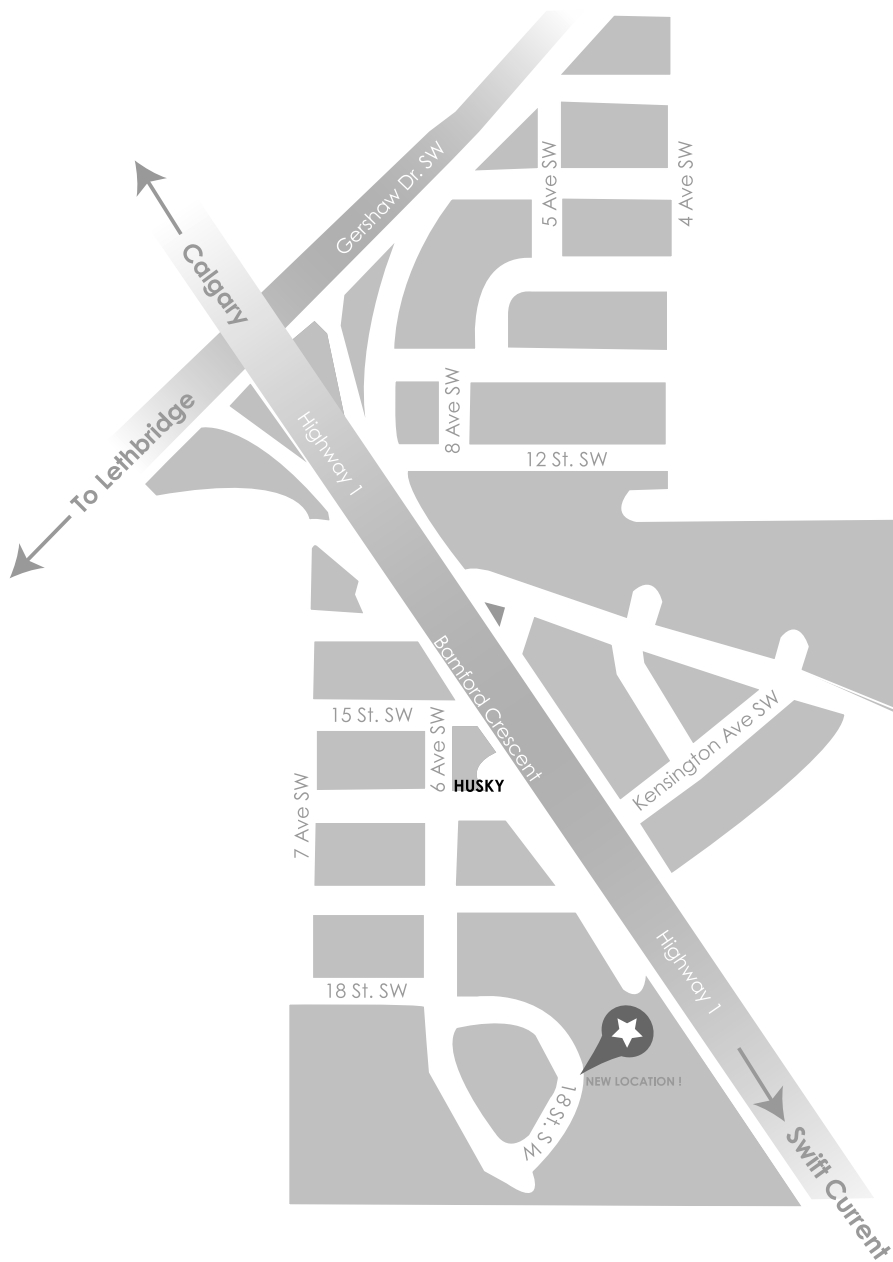 Gershaw Dr. SW
5 Ave SW
4 Ave SW
Calgary
To Lethbridge
Highway 1
8 Ave SW
12 St. SW
Bamford Crescent
15 St. SW
6 Ave SW
Kensington Ave SW
HUSKY
7 Ave SW
Highway 1
18 St. SW
NEW LOCATION !
18St. SW
Swift Current